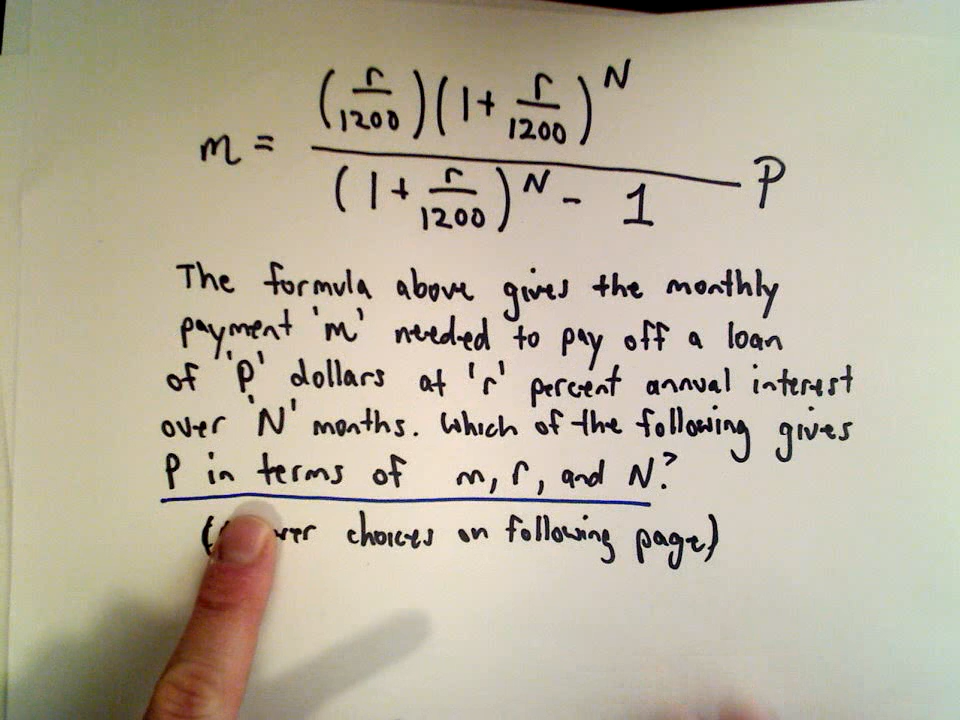 m = (r/1200)(1 + r/1200)^N / (1 + r/1200)^N - 1 P
The formula above gives the monthly
payment 'm' needed to pay off a loan
of 'P' dollars at 'r' percent annual interest
over 'N' months. Which of the following gives
P in terms of m, r, and N?
choices on following page)